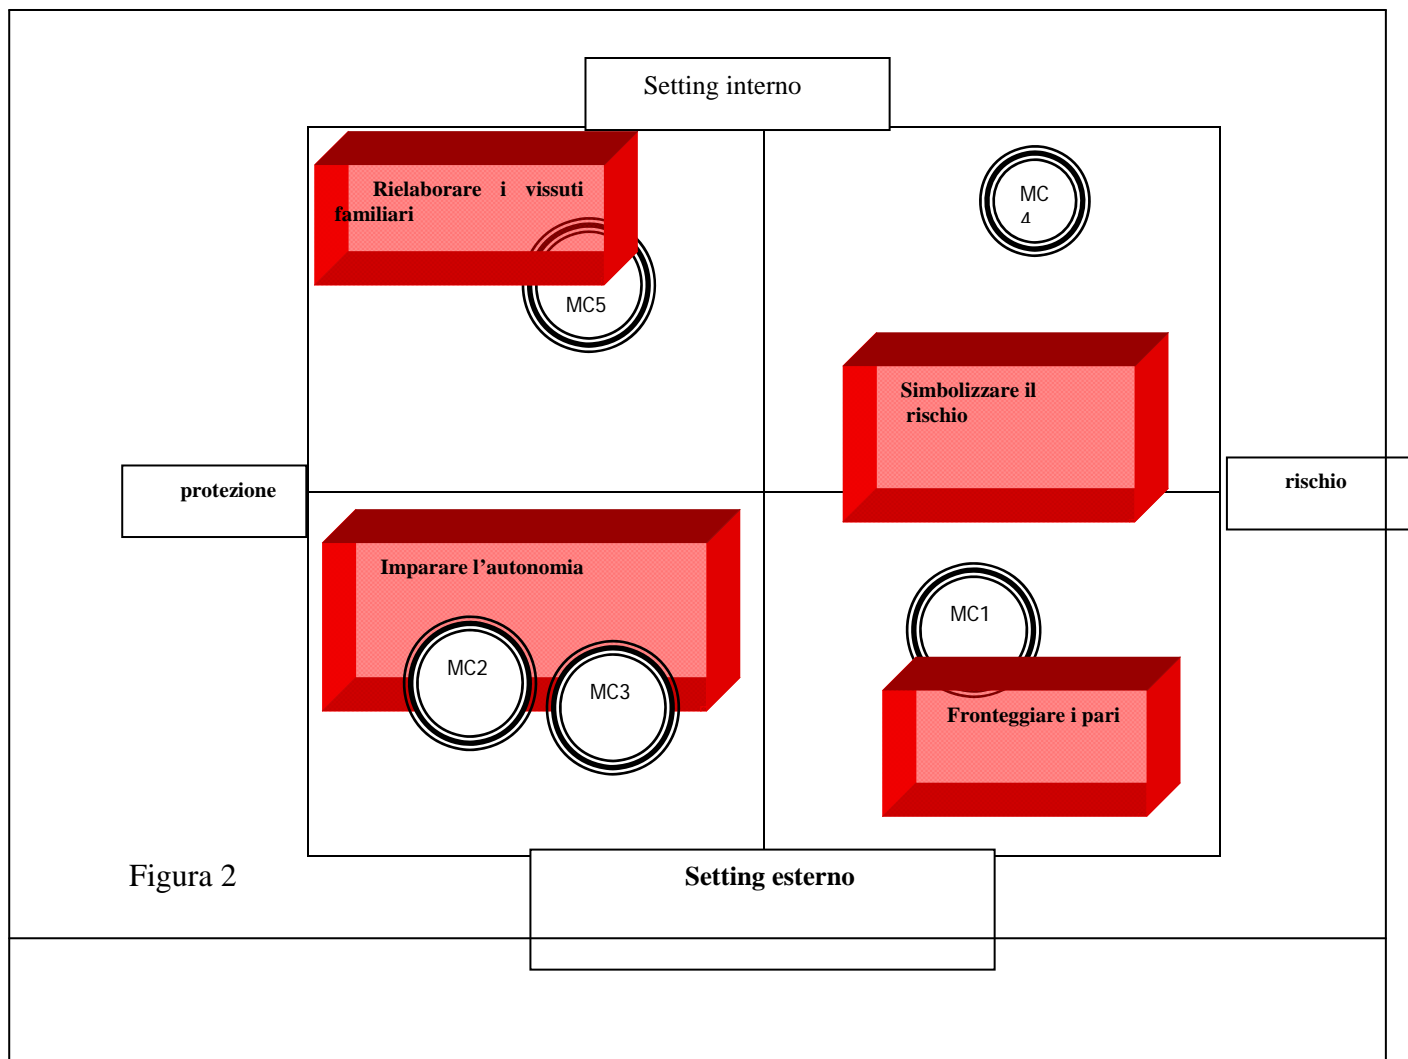 Setting interno
Rielaborare i vissuti
familiari
MC
4
MC5
Simbolizzare il
rischio
protezione
rischio
Imparare l’autonomia
MC2
MC3
MC1
Fronteggiare i pari
Figura 2
Setting esterno